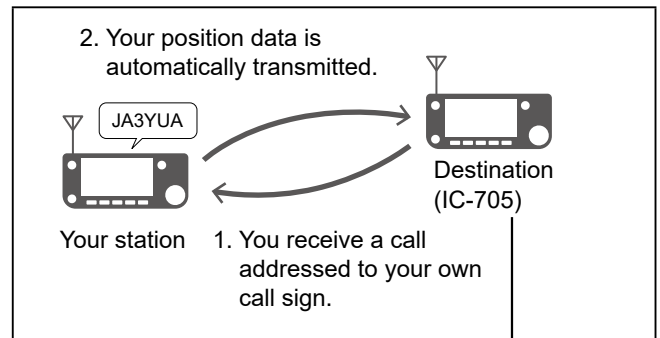 2. Your position data is
automatically transmitted.
JA3YUA
Destination
(IC-705)
Your station
1. You receive a call
addressed to your own
call sign.